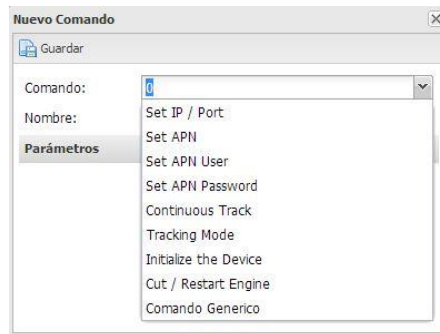 Nuevo Comando
Guardar
Comando: 0
Set IP / Port
Nombre:
Set APN
Parámetros
Set APN User
Set APN Password
Continuous Track
Tracking Mode
Initialize the Device
Cut / Restart Engine
Comando Generico